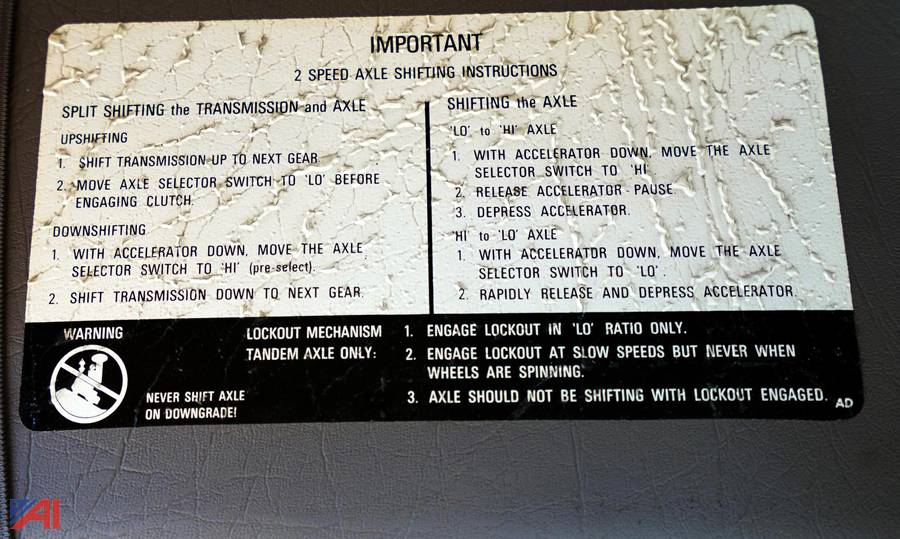 IMPORTANT
2 SPEED AXLE SHIFTING INSTRUCTIONS
SPLIT SHIFTING the TRANSMISSION and AXLE
UPSHIFTING
1. SHIFT TRANSMISSION UP TO NEXT GEAR
2. MOVE AXLE SELECTOR SWITCH TO 'LO' BEFORE
ENGAGING CLUTCH.
DOWNSHIFTING
1. WITH ACCELERATOR DOWN, MOVE THE AXLE
SELECTOR SWITCH TO 'HI' (pre-select).
2. SHIFT TRANSMISSION DOWN TO NEXT GEAR.
SHIFTING the AXLE
'LO' to 'HI' AXLE
1. WITH ACCELERATOR DOWN, MOVE THE AXLE
SELECTOR SWITCH TO 'HI'
2. RELEASE ACCELERATOR - PAUSE.
3. DEPRESS ACCELERATOR.
'HI' to 'LO' AXLE
1. WITH ACCELERATOR DOWN, MOVE THE AXLE
SELECTOR SWITCH TO 'LO'.
2. RAPIDLY RELEASE AND DEPRESS ACCELERATOR.
WARNING
NEVER SHIFT AXLE
ON DOWNGRADE!
LOCKOUT MECHANISM
TANDEM AXLE ONLY:
1. ENGAGE LOCKOUT IN 'LO' RATIO ONLY.
2. ENGAGE LOCKOUT AT SLOW SPEEDS BUT NEVER WHEN
WHEELS ARE SPINNING.
3. AXLE SHOULD NOT BE SHIFTING WITH LOCKOUT ENGAGED.
AD
AI